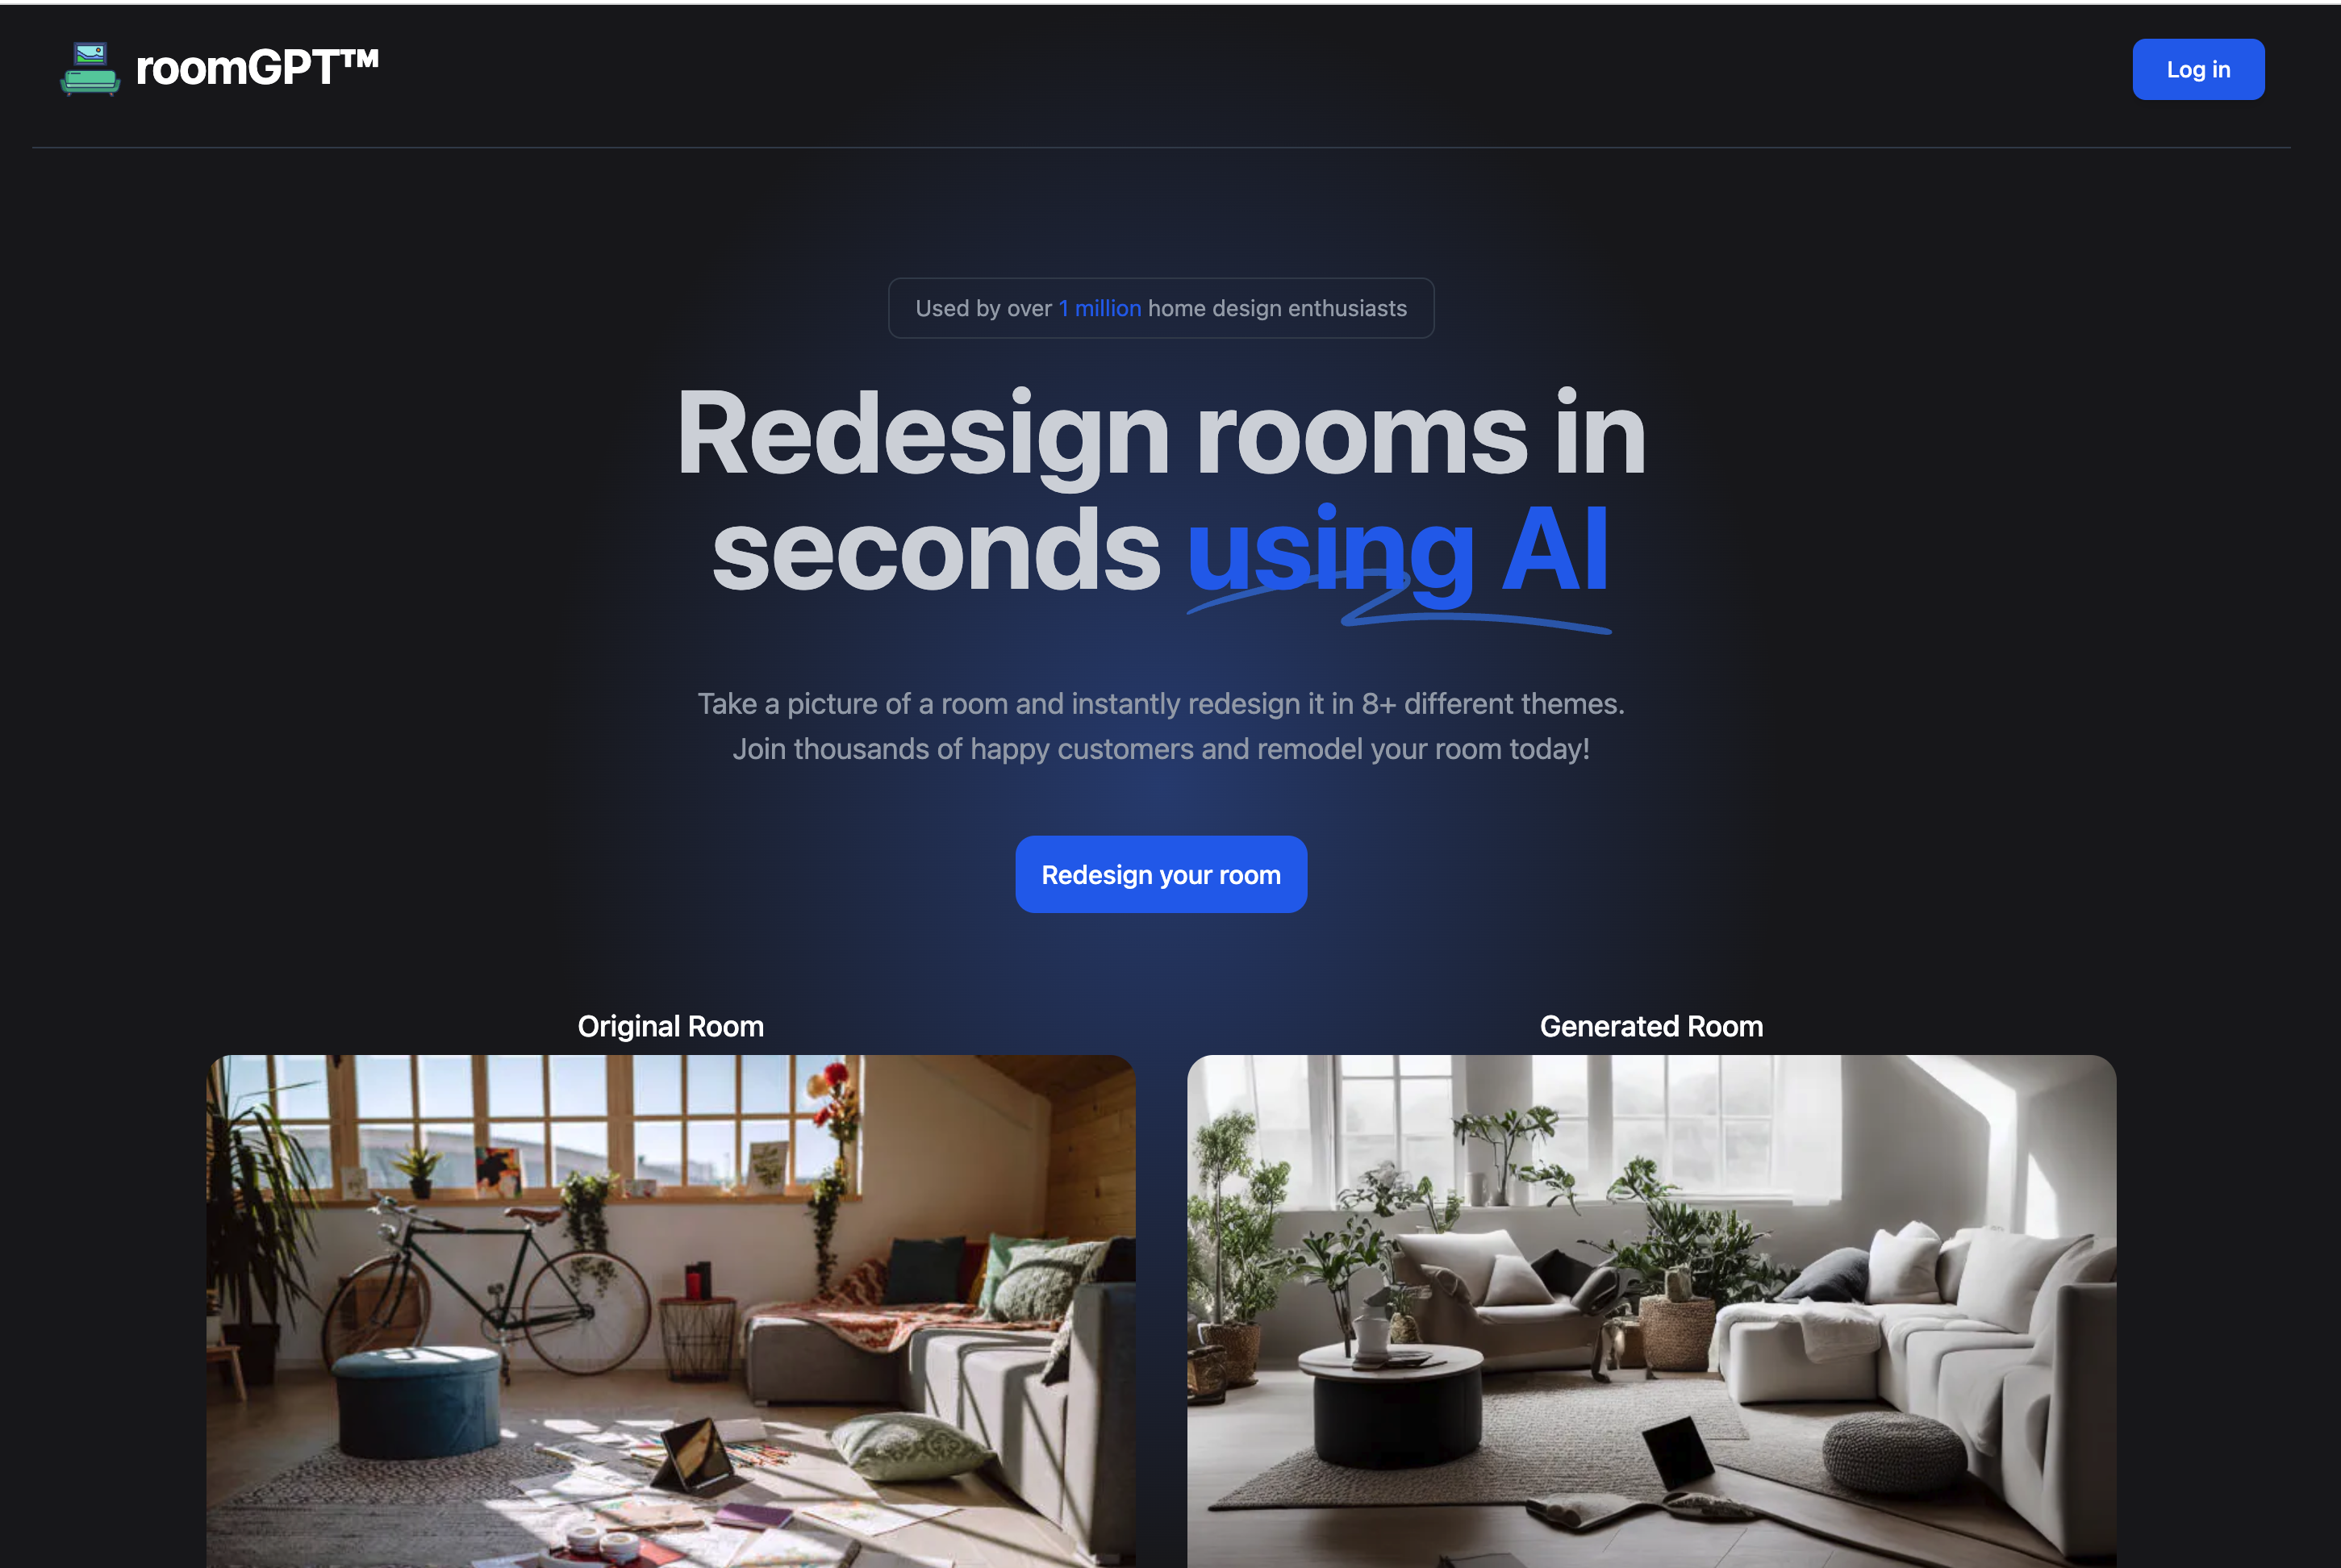 roomGPT™
Log in
Used by over 1 million home design enthusiasts
Redesign rooms in
seconds using AI
Take a picture of a room and instantly redesign it in 8+ different themes.
Join thousands of happy customers and remodel your room today!
Redesign your room
Original Room
Generated Room